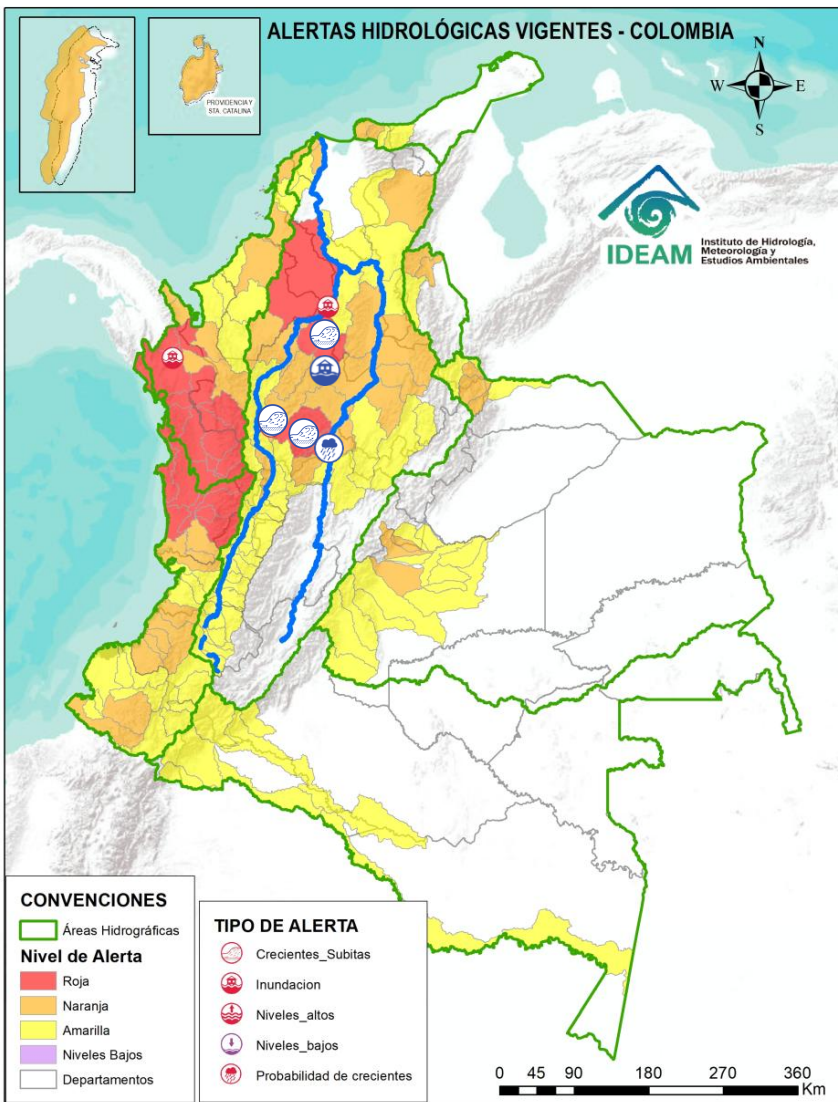 ALERTAS HIDROLÓGICAS VIGENTES - COLOMBIA
PROVIDENCIA Y
STA. CATALINA
N
W
E
S
IDEAM
Instituto de Hidrología,
Meteorología y
Estudios Ambientales
CONVENCIONES
Áreas Hidrográficas
Nivel de Alerta
Roja
Naranja
Amarilla
Niveles Bajos
Departamentos
TIPO DE ALERTA
Crecientes_Subitas
Inundacion
Niveles_altos
Niveles_bajos
Probabilidad de crecientes
0 45 90 180 270 360
Km